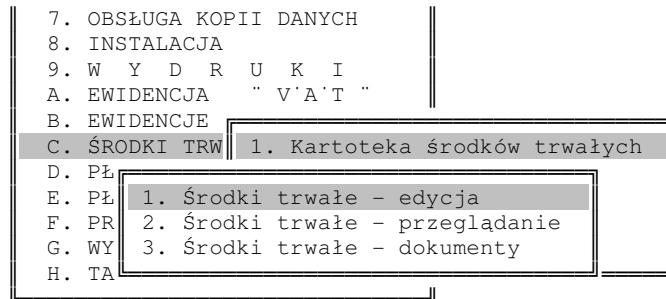 7. OBSŁUGA KOPII DANYCH
8. INSTALACJA
9. W Y D R U K I
A. EWIDENCJA ¨ V˙A˙T ¨
B. EWIDENCJE
C. ŚRODKI TRW
1. Kartoteka środków trwałych
D. PŁ
E. PŁ
1. Środki trwałe - edycja
F. PR
2. Środki trwałe - przeglądanie
G. WY
3. Środki trwałe - dokumenty
H. TA